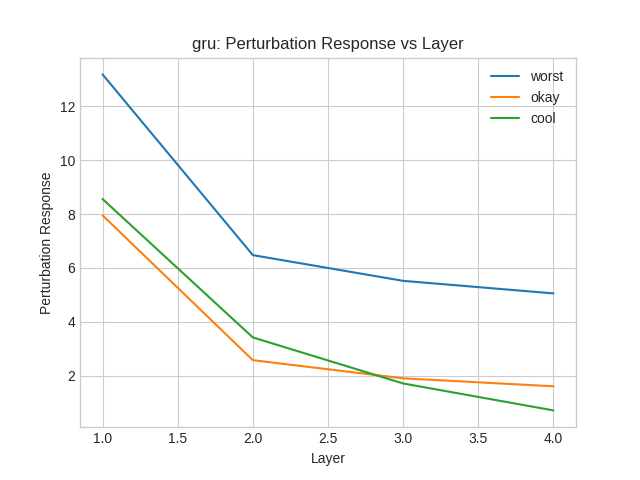 gru: Perturbation Response vs Layer
worst
okay
cool
12
10
8
6
4
2
Perturbation Response
1.0 1.5 2.0 2.5 3.0 3.5 4.0
Layer